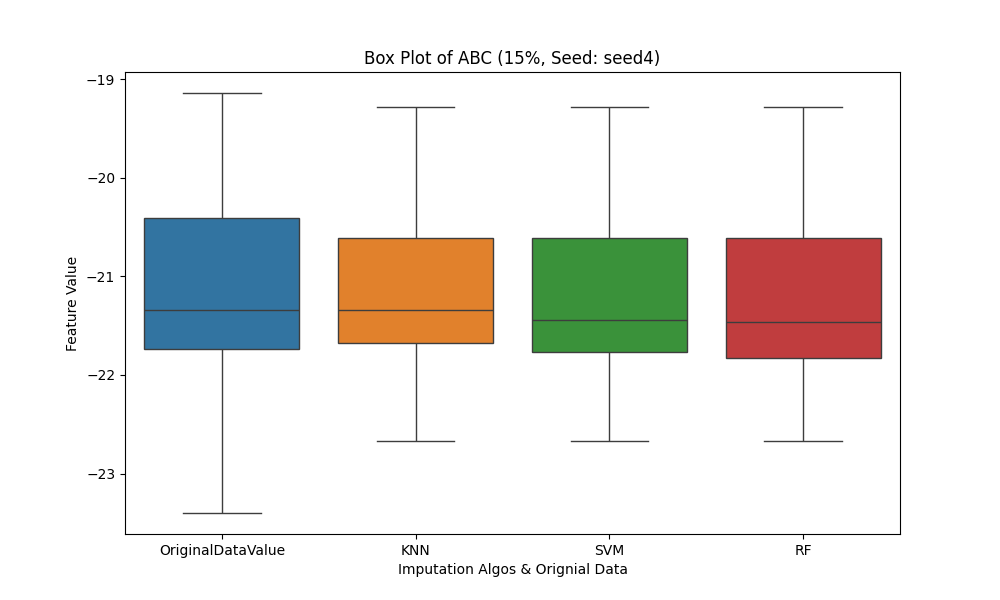 Box Plot of ABC (15%, Seed: seed4)
−19
−20
−21
−22
−23
Feature Value
OriginalDataValue KNN SVM RF
Imputation Algos & Orignial Data